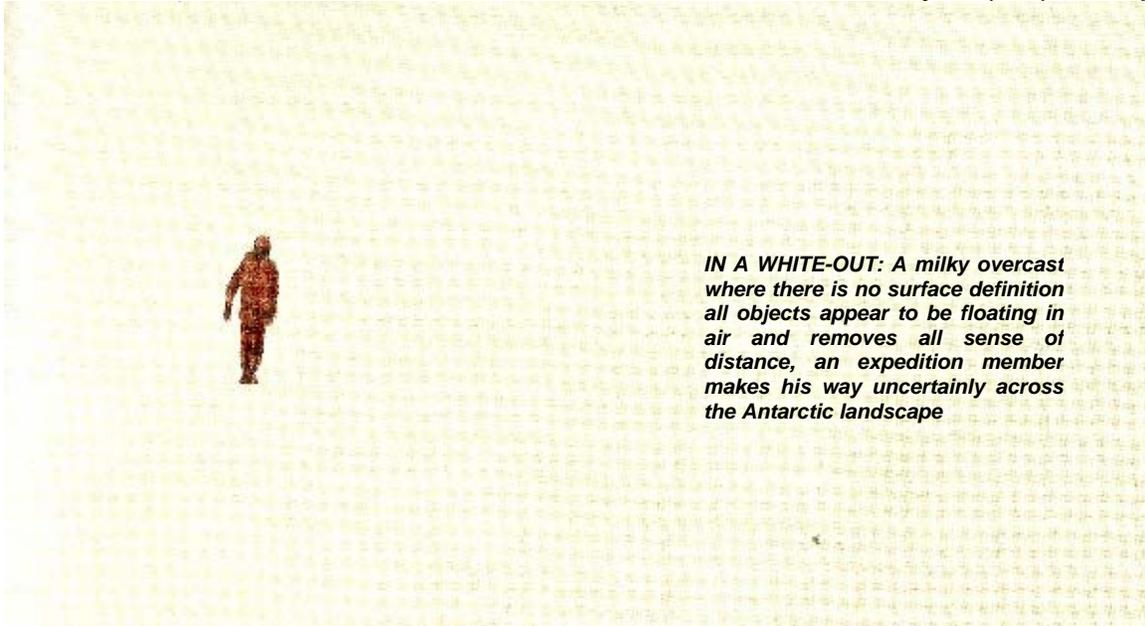 IN A WHITE-OUT: A milky overcast
where there is no surface definition
all objects appear to be floating in
air and removes all sense of
distance, an expedition member
makes his way uncertainly across
the Antarctic landscape